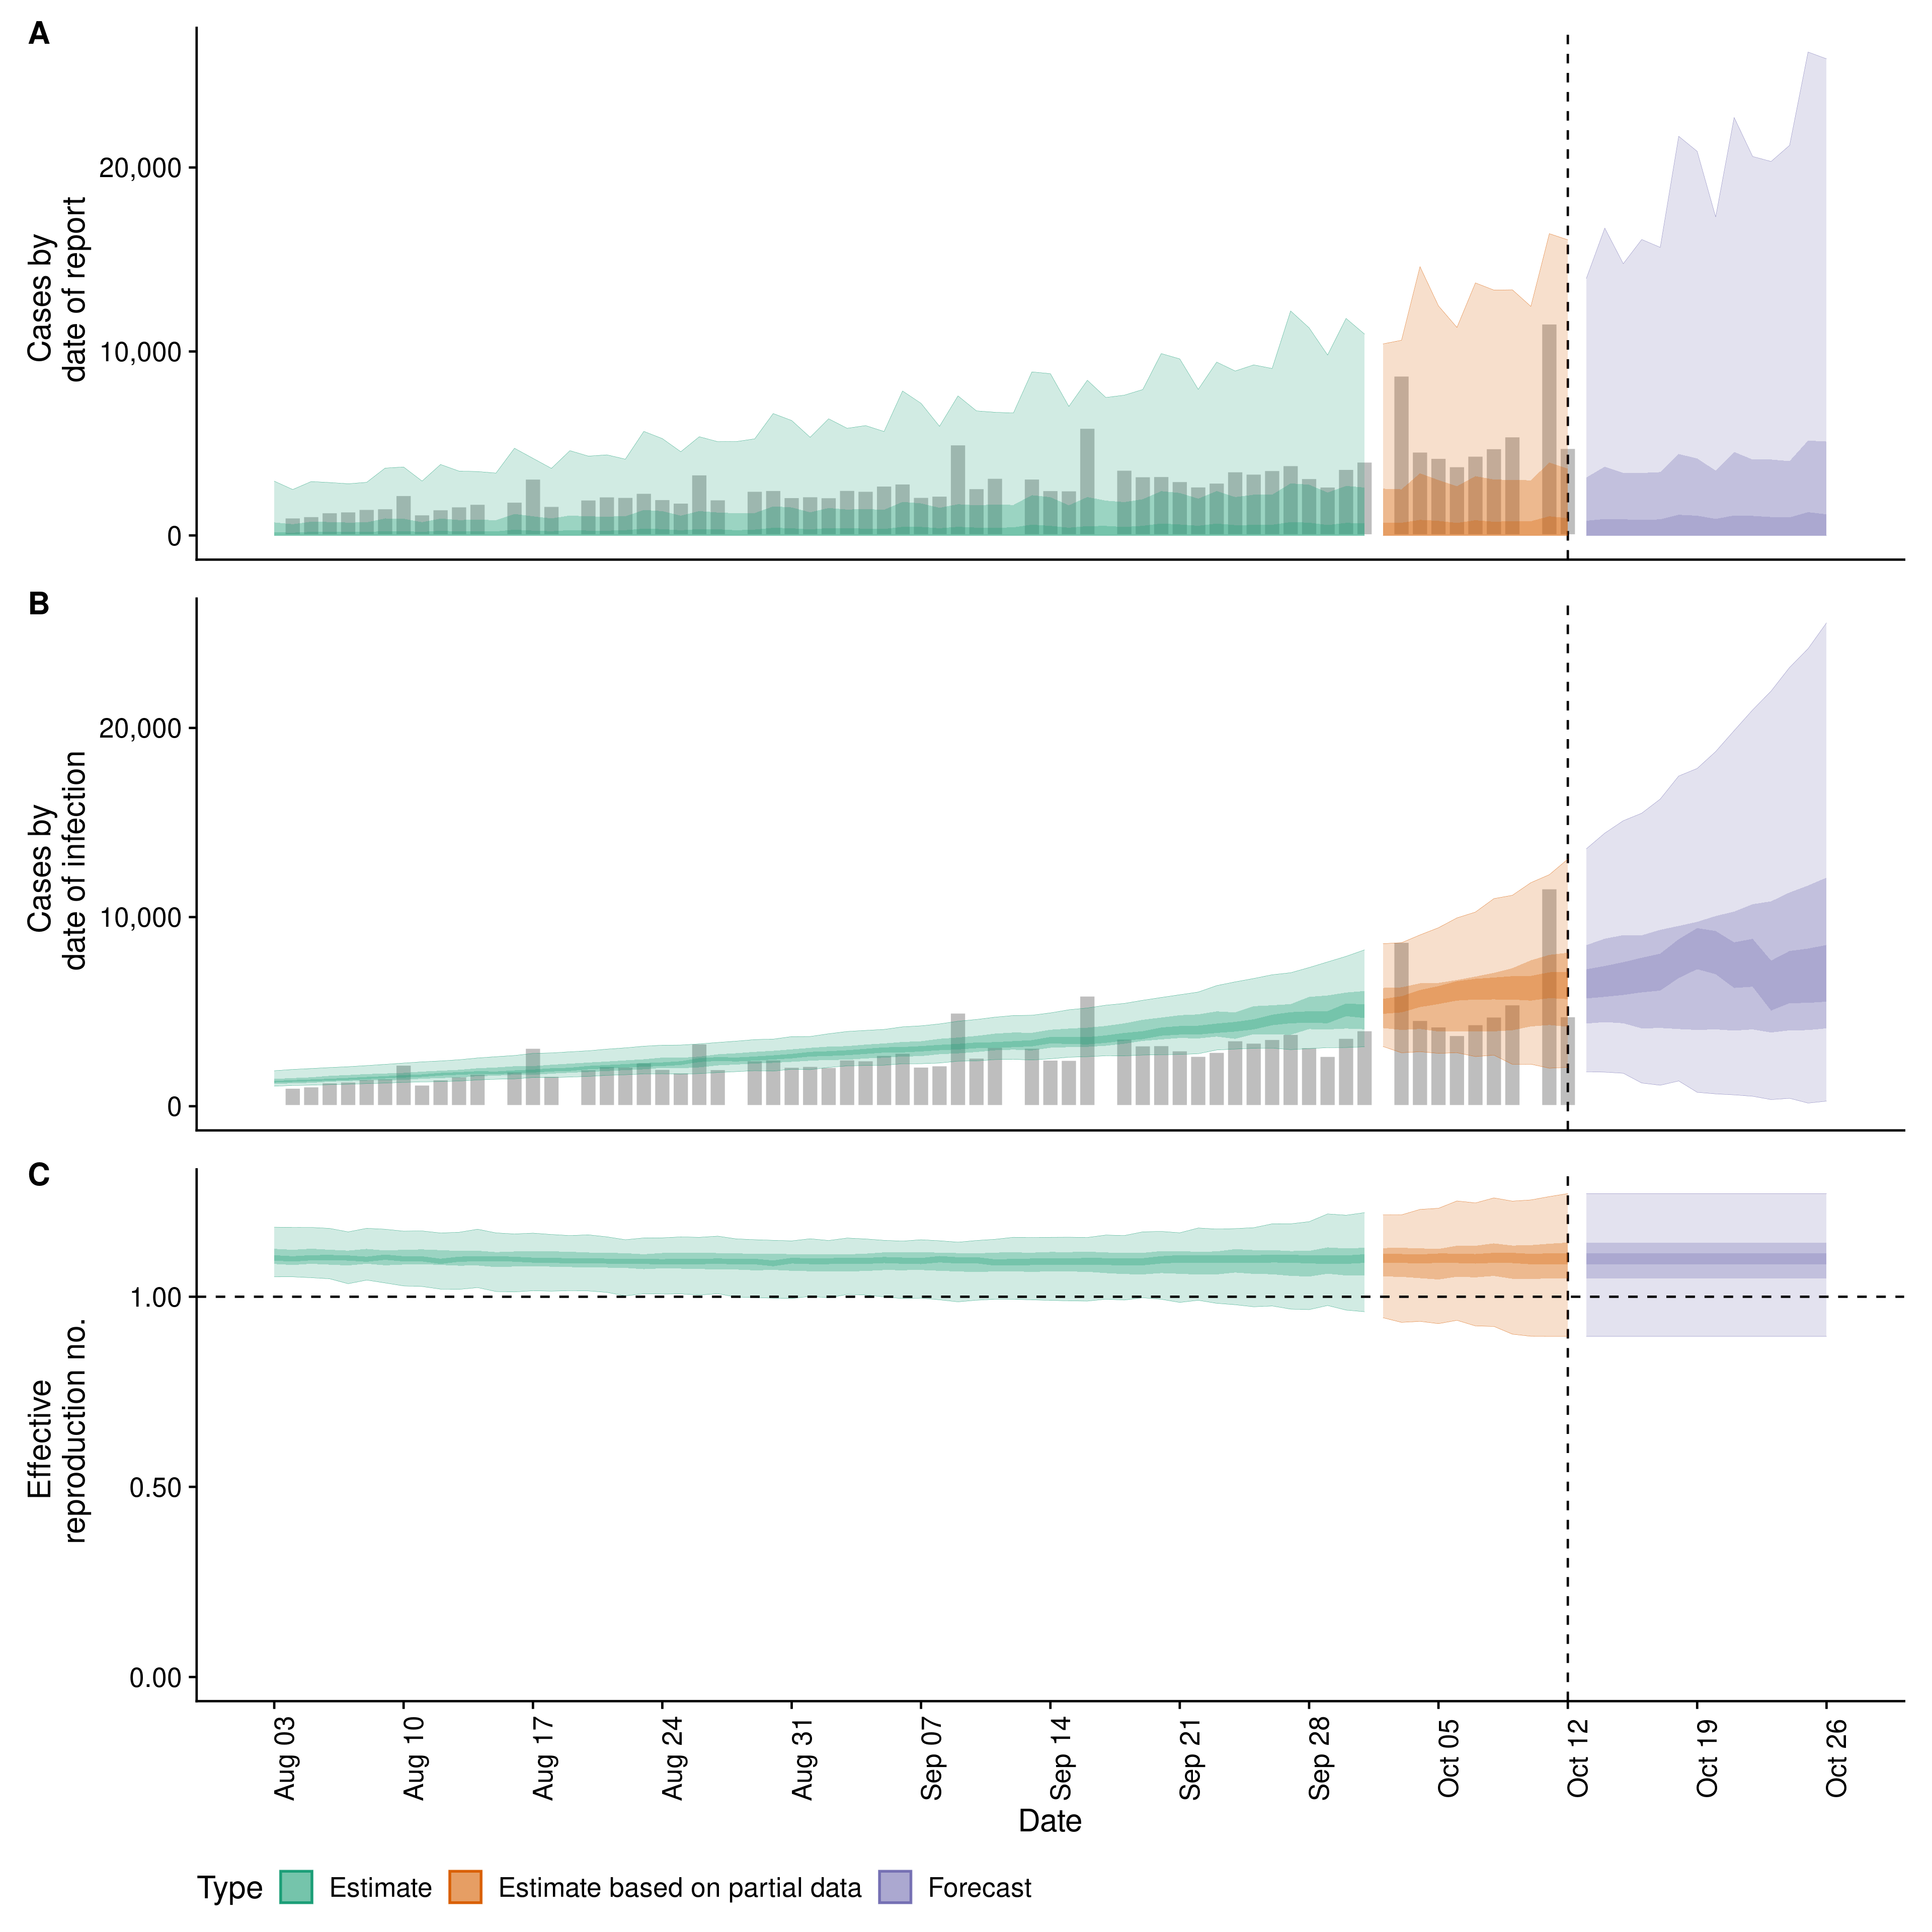 A
Cases by
date of report
20,000
10,000
0
B
Cases by
date of infection
20,000
10,000
0
C
Effective
reproduction no.
1.00
0.50
0.00
Aug 03
Aug 10
Aug 17
Aug 24
Aug 31
Sep 07
Sep 14
Sep 21
Sep 28
Oct 05
Oct 12
Oct 19
Oct 26
Date
Type Estimate Estimate based on partial data Forecast